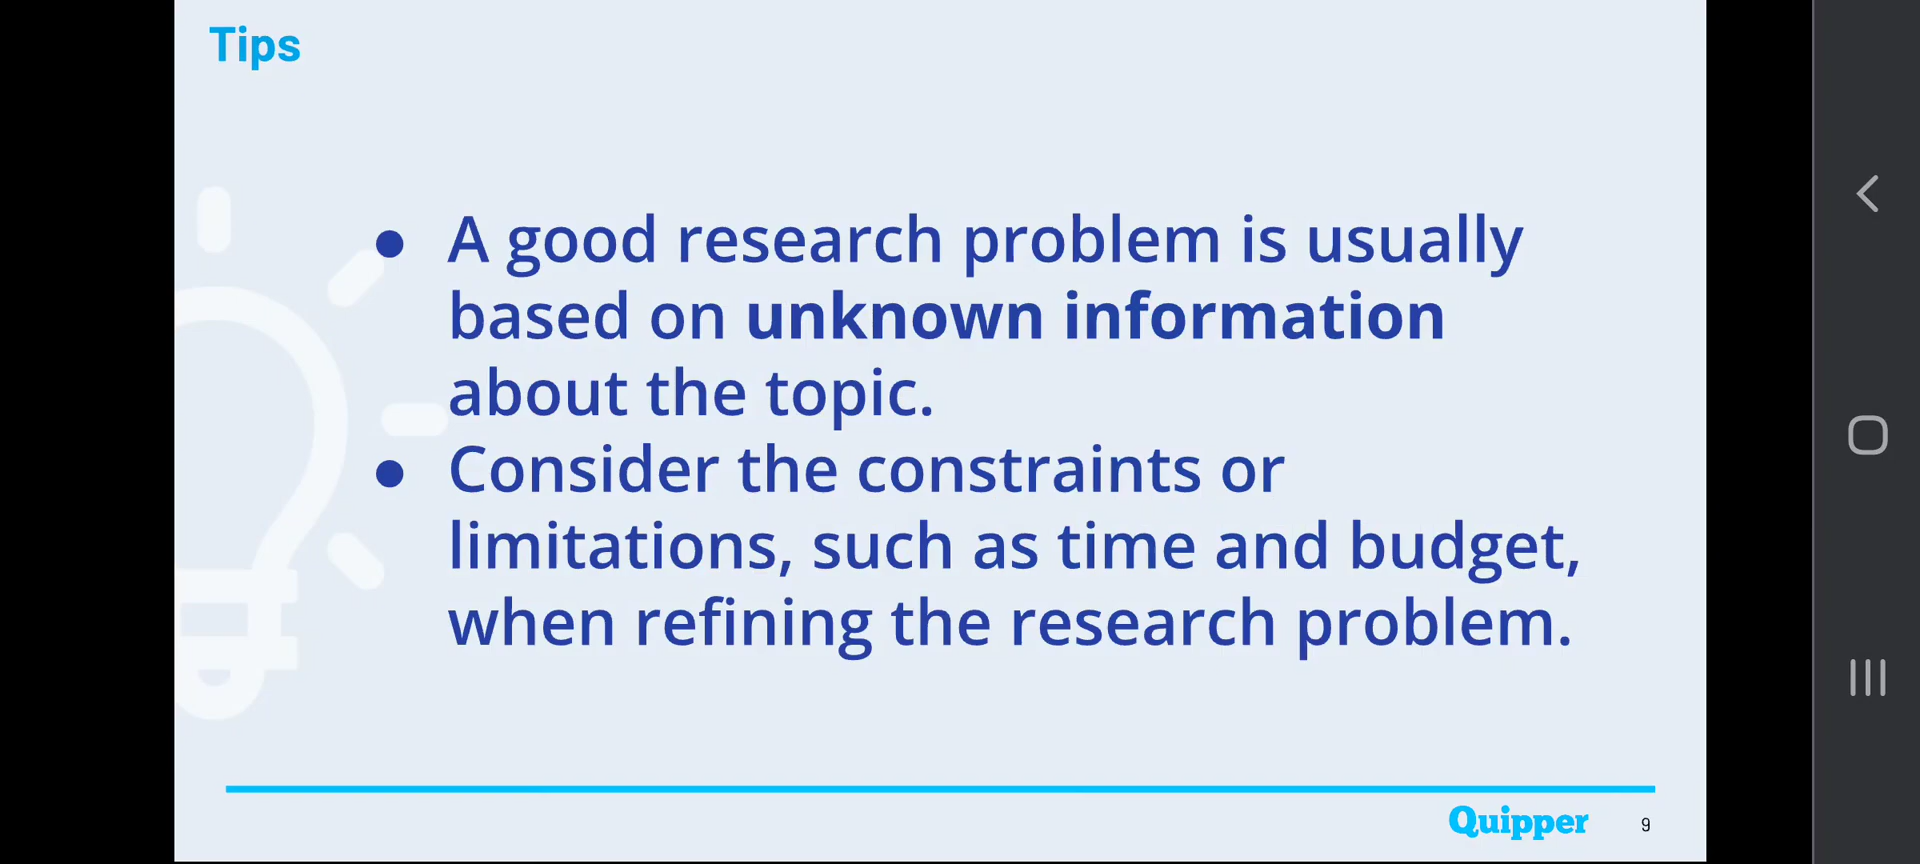 Tips
● A good research problem is usually
based on unknown information
about the topic.
● Consider the constraints or
limitations, such as time and budget,
when refining the research problem.
Quipper 9